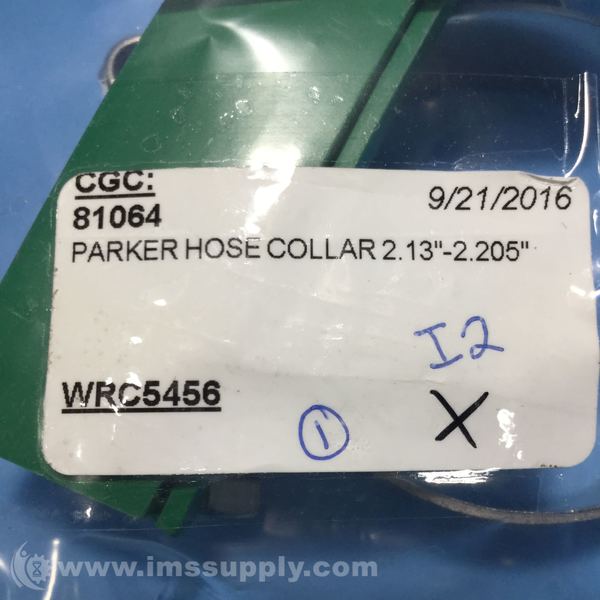 CGC:
9/21/2016
81064
PARKER HOSE COLLAR 2.13"-2.205"
I2
WRC5456
1
X
www.imssupply.com